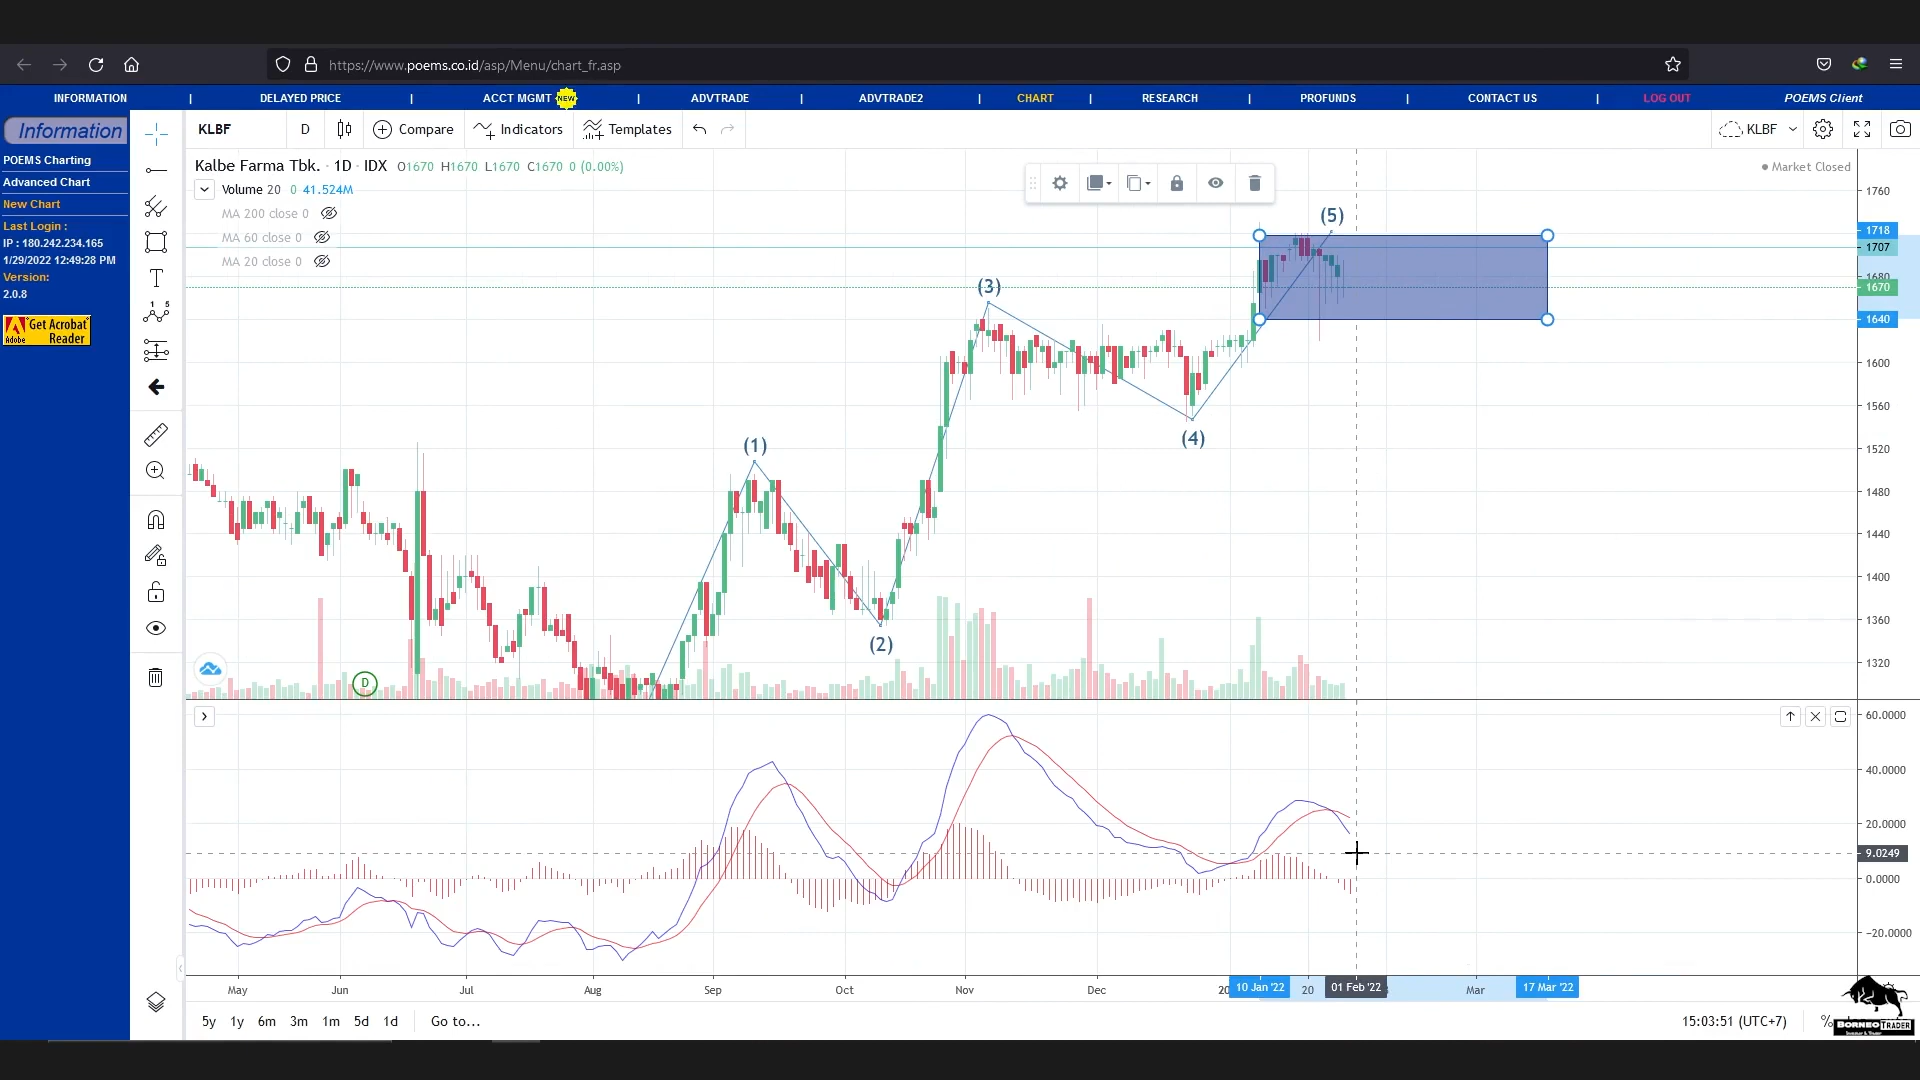 https://www.poems.co.id/asp/Menu/chart_fr.asp
INFORMATION | DELAYED PRICE | ACCT MGMT NEW | ADVTRADE | ADVTRADE2 | CHART | RESEARCH | PROFUNDS | CONTACT US | LOG OUT POEMS Client
Information
POEMS Charting
Advanced Chart
New Chart
Last Login :
IP : 180.242.234.165
1/29/2022 12:49:28 PM
Version:
2.0.8
Get Acrobat
Adobe Reader
KLBF D Compare Indicators Templates KLBF
Kalbe Farma Tbk. · 1D · IDX O1670 H1670 L1670 C1670 0 (0.00%)
Market Closed
Volume 20 0 41.524M
MA 200 close 0
MA 60 close 0
MA 20 close 0
1 5
(1)
(2)
(3)
(4)
(5)
D
1760
1718
1707
1680
1670
1640
1600
1560
1520
1480
1440
1400
1360
1320
60.0000
40.0000
20.0000
9.0249
0.0000
−20.0000
May Jun Jul Aug Sep Oct Nov Dec 10 Jan '22 20 01 Feb '22 Mar 17 Mar '22
5y 1y 6m 3m 1m 5d 1d Go to... 15:03:51 (UTC+7) %
BORNEO TRADER